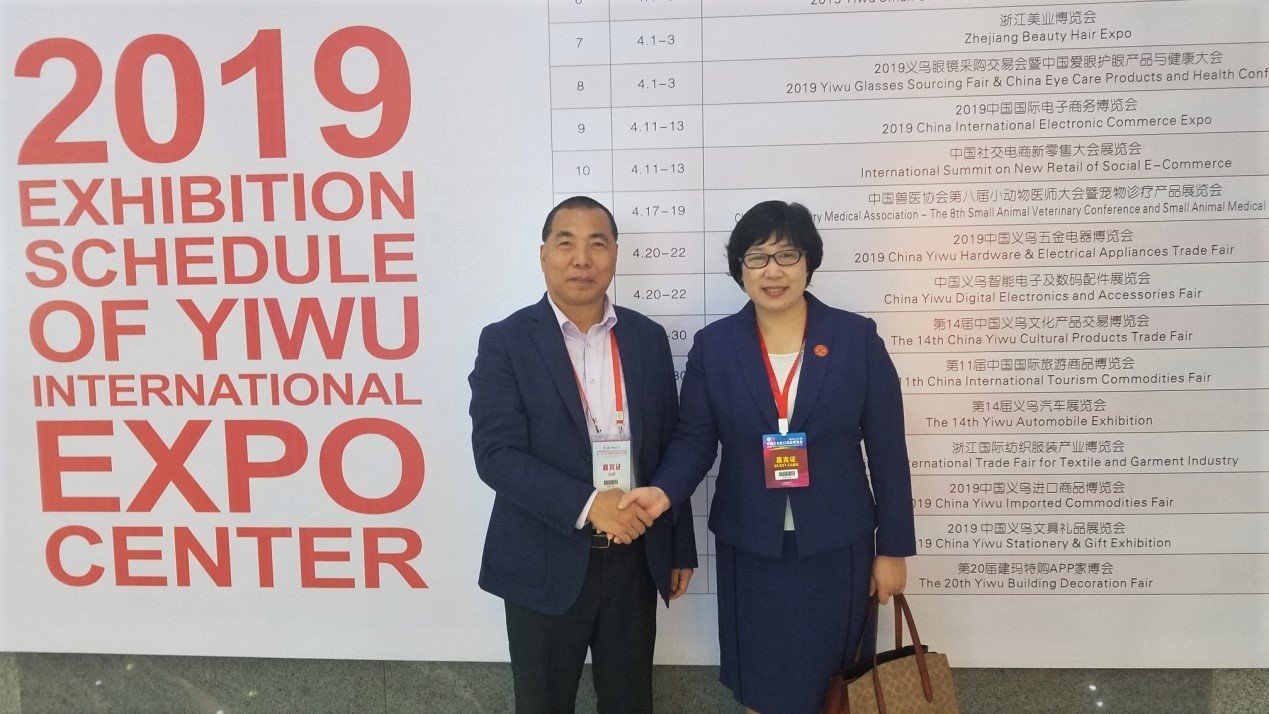 2019
EXHIBITION
SCHEDULE
OF YIWU
INTERNATIONAL
EXPO
CENTER
7
4.1-3
浙江美业博览会
Zhejiang Beauty Hair Expo
8
4.1-3
2019义乌眼镜采购交易会暨中国爱眼护眼产品与健康大会
2019 Yiwu Glasses Sourcing Fair & China Eye Care Products and Health Conf
9
4.11-13
2019中国国际电子商务博览会
2019 China International Electronic Commerce Expo
10
4.11-13
中国社交电商新零售大会展览会
International Summit on New Retail of Social E-Commerce
4.17-19
中国兽医协会第八届小动物医师大会暨宠物诊疗产品展览会
Medical Association - The 8th Small Animal Veterinary Conference and Small Animal Medical
4.20-22
2019中国义乌五金电器博览会
2019 China Yiwu Hardware & Electrical Appliances Trade Fair
4.20-22
中国义乌智能电子及数码配件展览会
China Yiwu Digital Electronics and Accessories Fair
-30
第14届中国义乌文化产品交易博览会
The 14th China Yiwu Cultural Products Trade Fair
第11届中国国际旅游商品博览会
11th China International Tourism Commodities Fair
第14届义乌汽车展览会
The 14th Yiwu Automobile Exhibition
浙江国际纺织服装产业博览会
ternational Trade Fair for Textile and Garment Industry
2019中国义乌进口商品博览会
019 China Yiwu Imported Commodities Fair
2019 中国义乌文具礼品展览会
019 China Yiwu Stationery & Gift Exhibition
第20届建玛特购APP家博会
The 20th Yiwu Building Decoration Fair
嘉宾证
VIP
嘉宾证
GUEST CARD